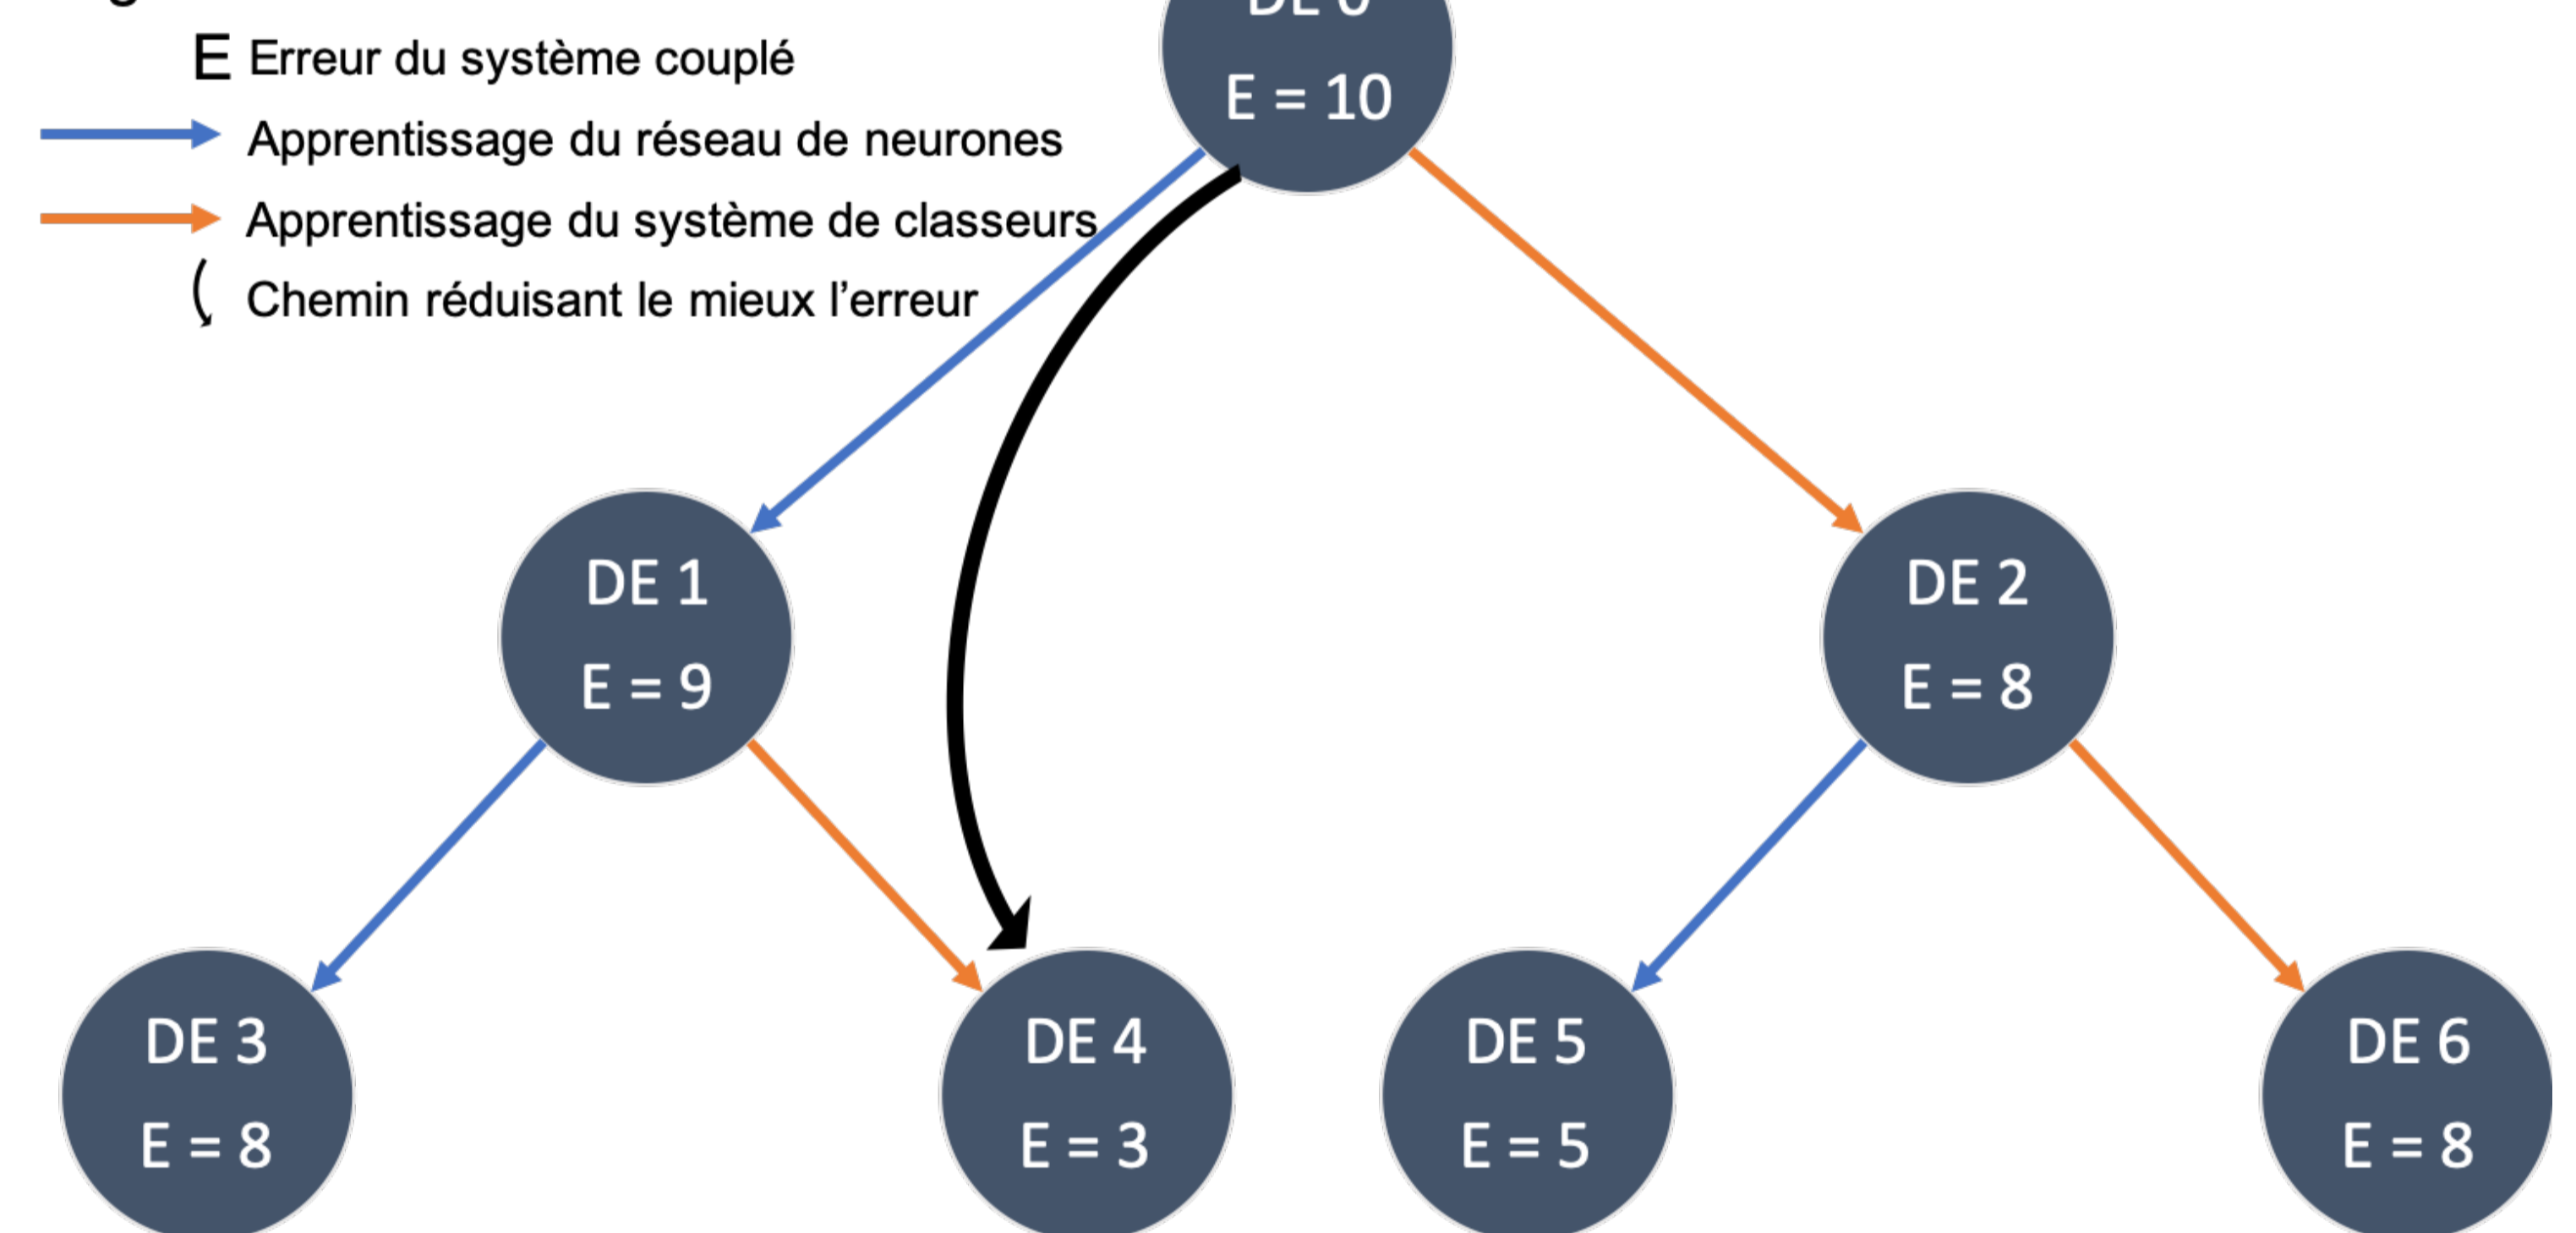 E Erreur du système couplé
Apprentissage du réseau de neurones
Apprentissage du système de classeurs
Chemin réduisant le mieux l’erreur
DE 0
E = 10
DE 1
E = 9
DE 2
E = 8
DE 3
E = 8
DE 4
E = 3
DE 5
E = 5
DE 6
E = 8